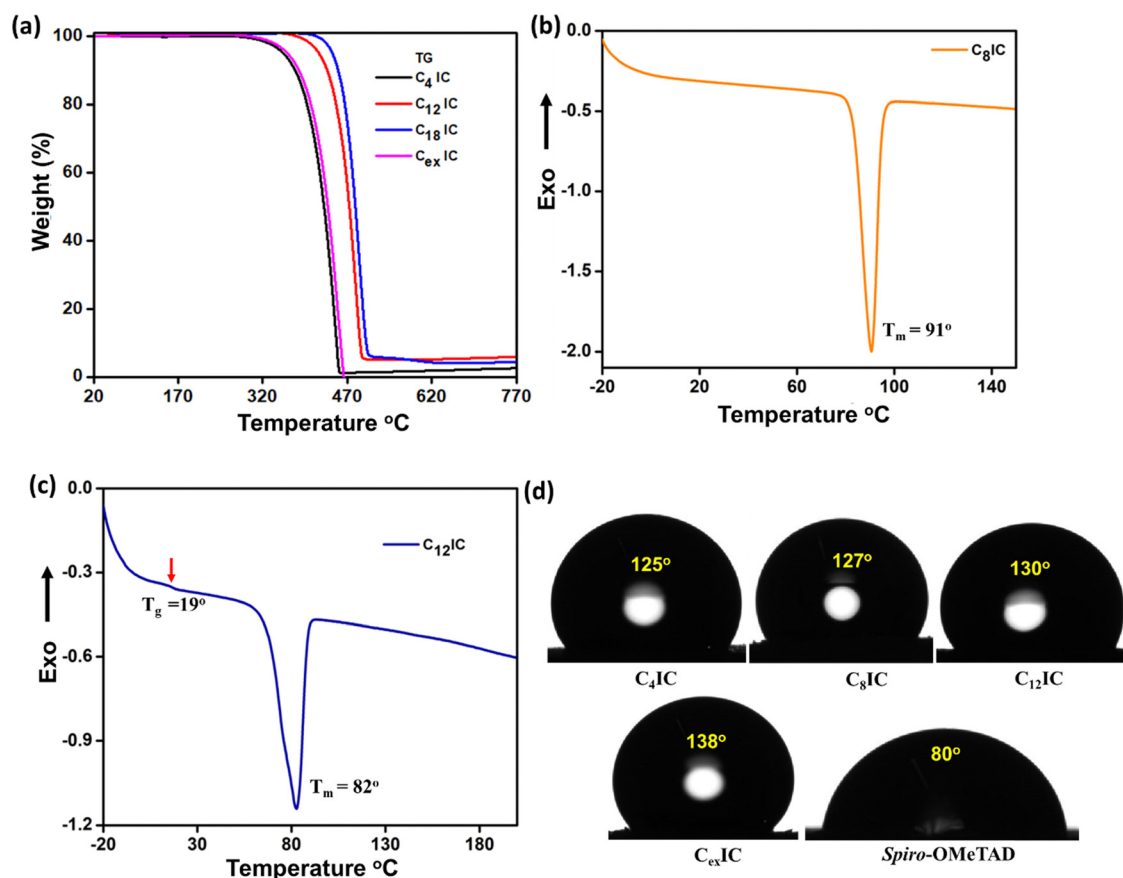 (a)
100
80
60
40
20
0
Weight (%)
TG
C4 IC
C12 IC
C18 IC
Cex IC
20 170 320 470 620 770
Temperature °C
(b)
0.0
-0.5
-1.0
-1.5
-2.0
Exo
C8IC
Tm = 91°
-20 20 60 100 140
Temperature °C
(c)
0.0
-0.3
-0.6
-0.9
-1.2
Exo
C12IC
Tg =19°
Tm = 82°
-20 30 80 130 180
Temperature °C
(d)
125° 127° 130°
C4IC C8IC C12IC
138° 80°
CexIC Spiro-OMeTAD